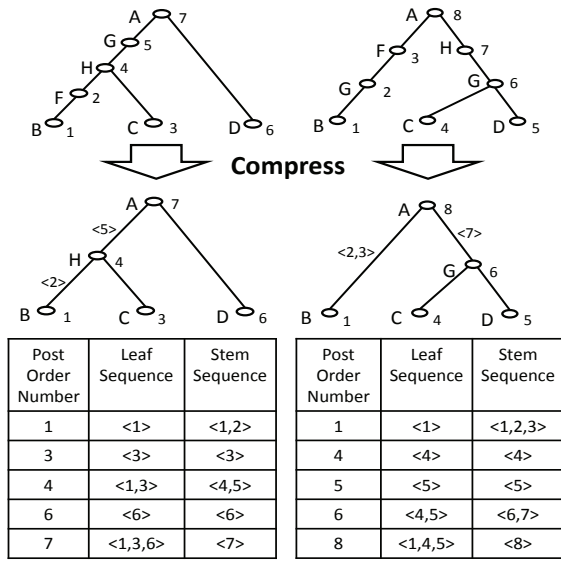 A 7
G 5
H 4
F 2
B 1
C 3
D 6
A 8
F 3
H 7
G 2
G 6
B 1
C 4
D 5
Compress
A 7
<5>
H 4
<2>
B 1
C 3
D 6
A 8
<7>
<2,3>
G 6
B 1
C 4
D 5
Post Order Number | Leaf Sequence | Stem Sequence
1 | <1> | <1,2>
3 | <3> | <3>
4 | <1,3> | <4,5>
6 | <6> | <6>
7 | <1,3,6> | <7>
Post Order Number | Leaf Sequence | Stem Sequence
1 | <1> | <1,2,3>
4 | <4> | <4>
5 | <5> | <5>
6 | <4,5> | <6,7>
8 | <1,4,5> | <8>